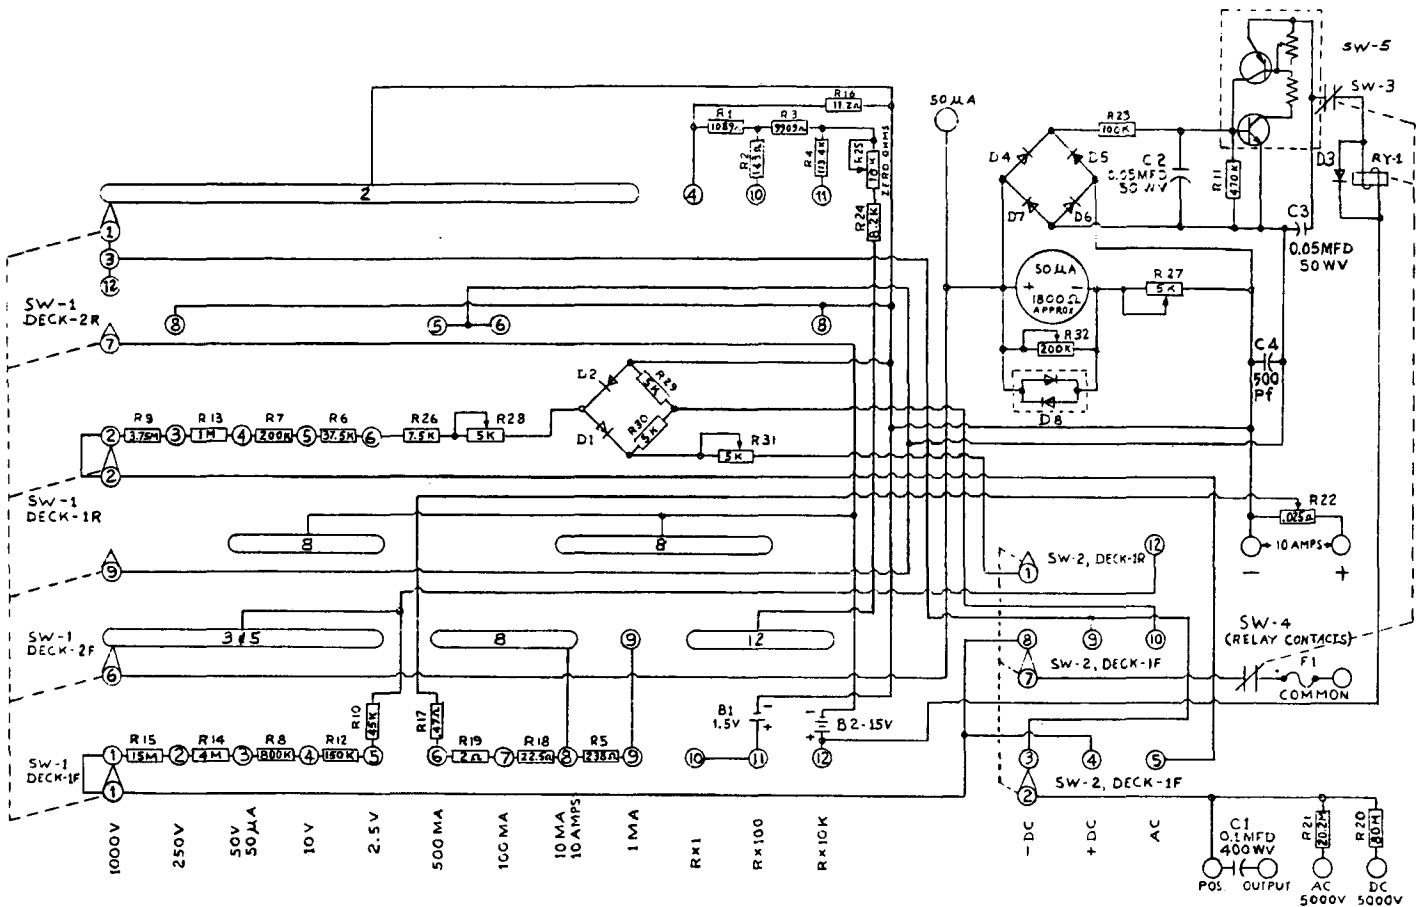 SW-5
SW-3
R16
11.2Ω
50 µA
R1
1089Ω
R3
9909Ω
R23
100K
D4
D5
C2
0.05MFD
50 WV
R11
470K
D3
RY-1
R2
R4
113.4K
R25
10K
ZERO OHMS
2
4
10
11
R24
8.2K
D7
D6
C3
0.05MFD
50WV
1
3
12
50µA
+
-
1800Ω
APPROX
R27
5K
SW-1
DECK-2R
8
5
6
8
7
R32
200K
C4
500
Pf
D8
D2
R29
5K
R30
5K
D1
R9
3.75M
R13
1M
R7
200K
R6
37.5K
R26
7.5K
R28
5K
R31
5K
2
3
4
5
6
2
SW-1
DECK-1R
R22
.025Ω
8
8
10 AMPS
-
+
9
SW-2, DECK-1R
12
1
SW-1
DECK-2F
3 & 5
8
9
12
8
9
10
SW-4
(RELAY CONTACTS)
6
SW-2, DECK-1F
7
F1
COMMON
R10
45K
R17
.47Ω
B1
1.5V
-
+
-
+
B2-15V
SW-1
DECK-1F
R15
15M
R14
4M
R8
800K
R12
150K
R19
2Ω
R18
22.5Ω
R5
238Ω
1
2
3
4
5
6
7
8
9
10
11
12
3
4
5
1
SW-2, DECK-1F
2
1000V
250V
50V
50µA
10V
2.5V
500MA
100MA
10MA
10AMPS
1MA
RX1
RX100
RX10K
-DC
+DC
AC
C1
0.1MFD
400WV
R21
20.2M
R20
80M
POS.
OUTPUT
AC
5000V
DC
5000V